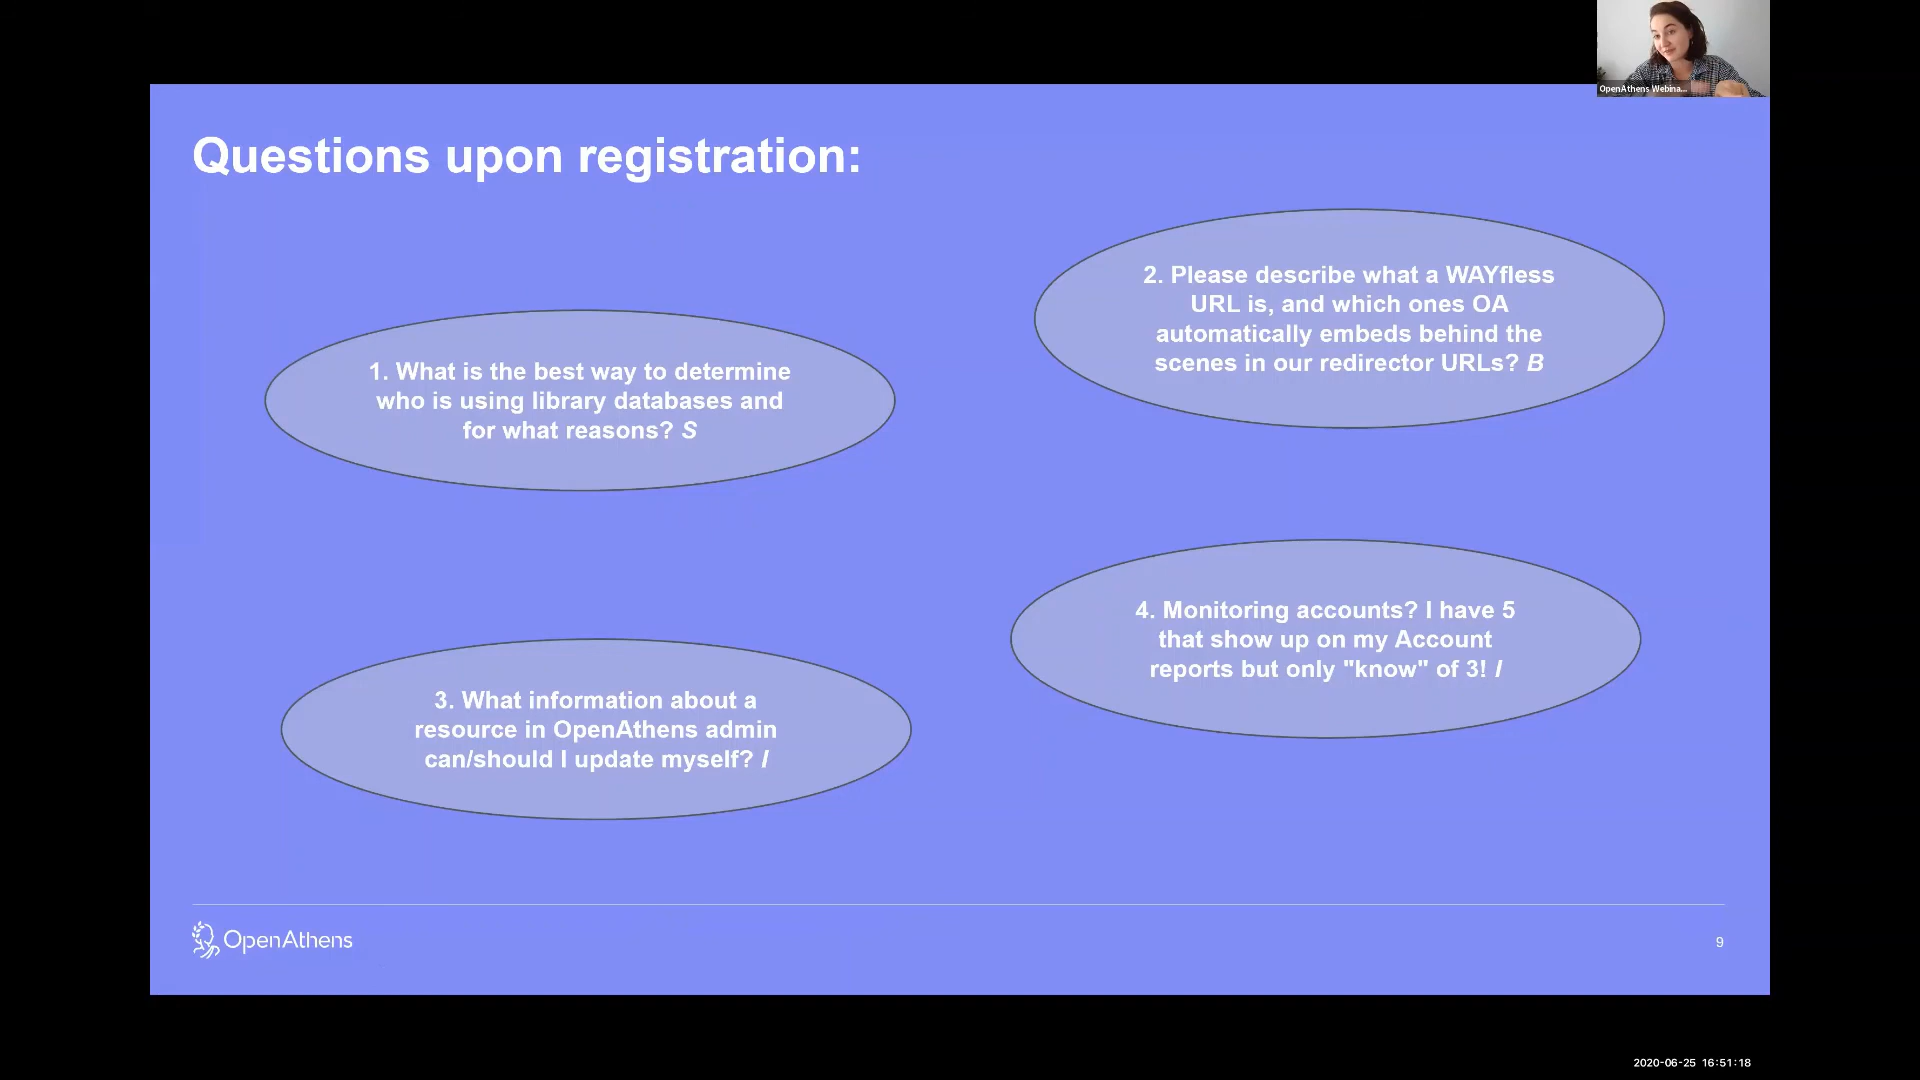 OpenAthens Webina...
Questions upon registration:
1. What is the best way to determine
who is using library databases and
for what reasons? S
2. Please describe what a WAYfless
URL is, and which ones OA
automatically embeds behind the
scenes in our redirector URLs? B
3. What information about a
resource in OpenAthens admin
can/should I update myself? I
4. Monitoring accounts? I have 5
that show up on my Account
reports but only "know" of 3! I
OpenAthens
9
2020-06-25 16:51:18